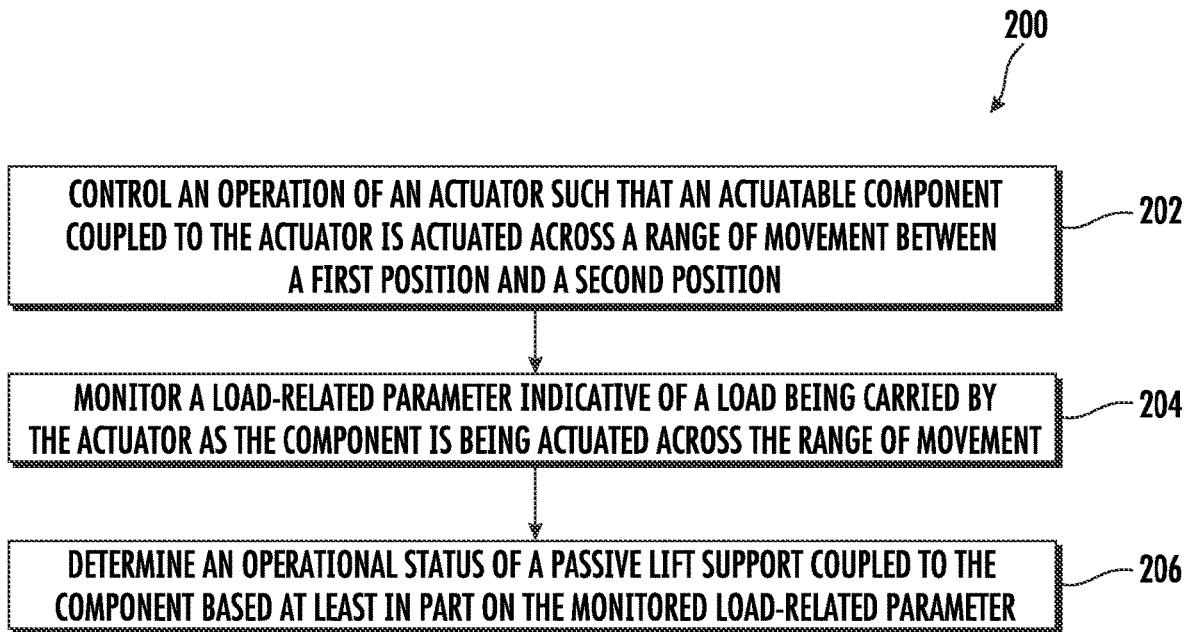 200
CONTROL AN OPERATION OF AN ACTUATOR SUCH THAT AN ACTUATABLE COMPONENT
COUPLED TO THE ACTUATOR IS ACTUATED ACROSS A RANGE OF MOVEMENT BETWEEN
A FIRST POSITION AND A SECOND POSITION
202
MONITOR A LOAD-RELATED PARAMETER INDICATIVE OF A LOAD BEING CARRIED BY
THE ACTUATOR AS THE COMPONENT IS BEING ACTUATED ACROSS THE RANGE OF MOVEMENT
204
DETERMINE AN OPERATIONAL STATUS OF A PASSIVE LIFT SUPPORT COUPLED TO THE
COMPONENT BASED AT LEAST IN PART ON THE MONITORED LOAD-RELATED PARAMETER
206